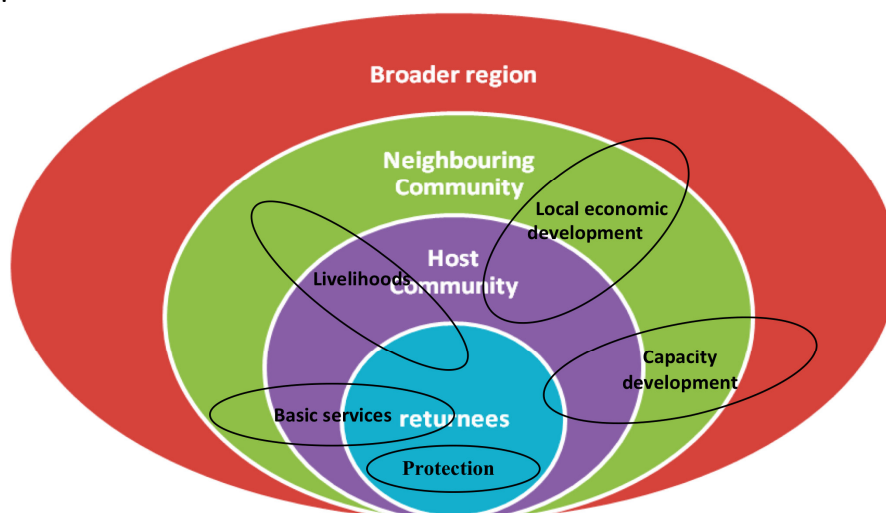 Broader region
Neighbouring
Community
Local economic
development
Host
Community
Livelihoods
Capacity
development
Basic services
returnees
Protection